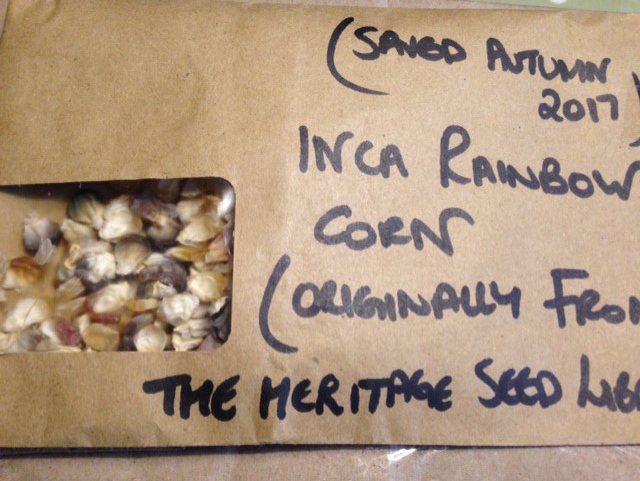 (SAVED AUTUMN
2017)
INCA RAINBOW
CORN
(ORIGINALLY FRO
THE HERITAGE SEED LIB